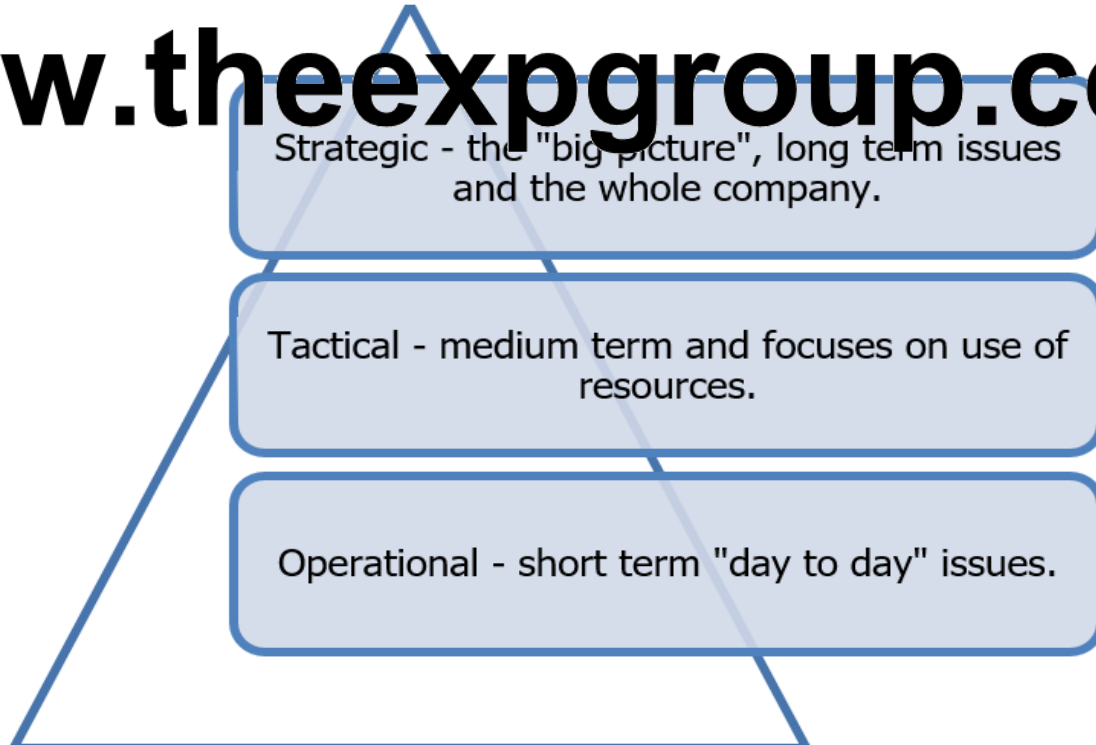 w.theexpgroup.co
Strategic - the "big picture", long term issues
and the whole company.
Tactical - medium term and focuses on use of
resources.
Operational - short term "day to day" issues.